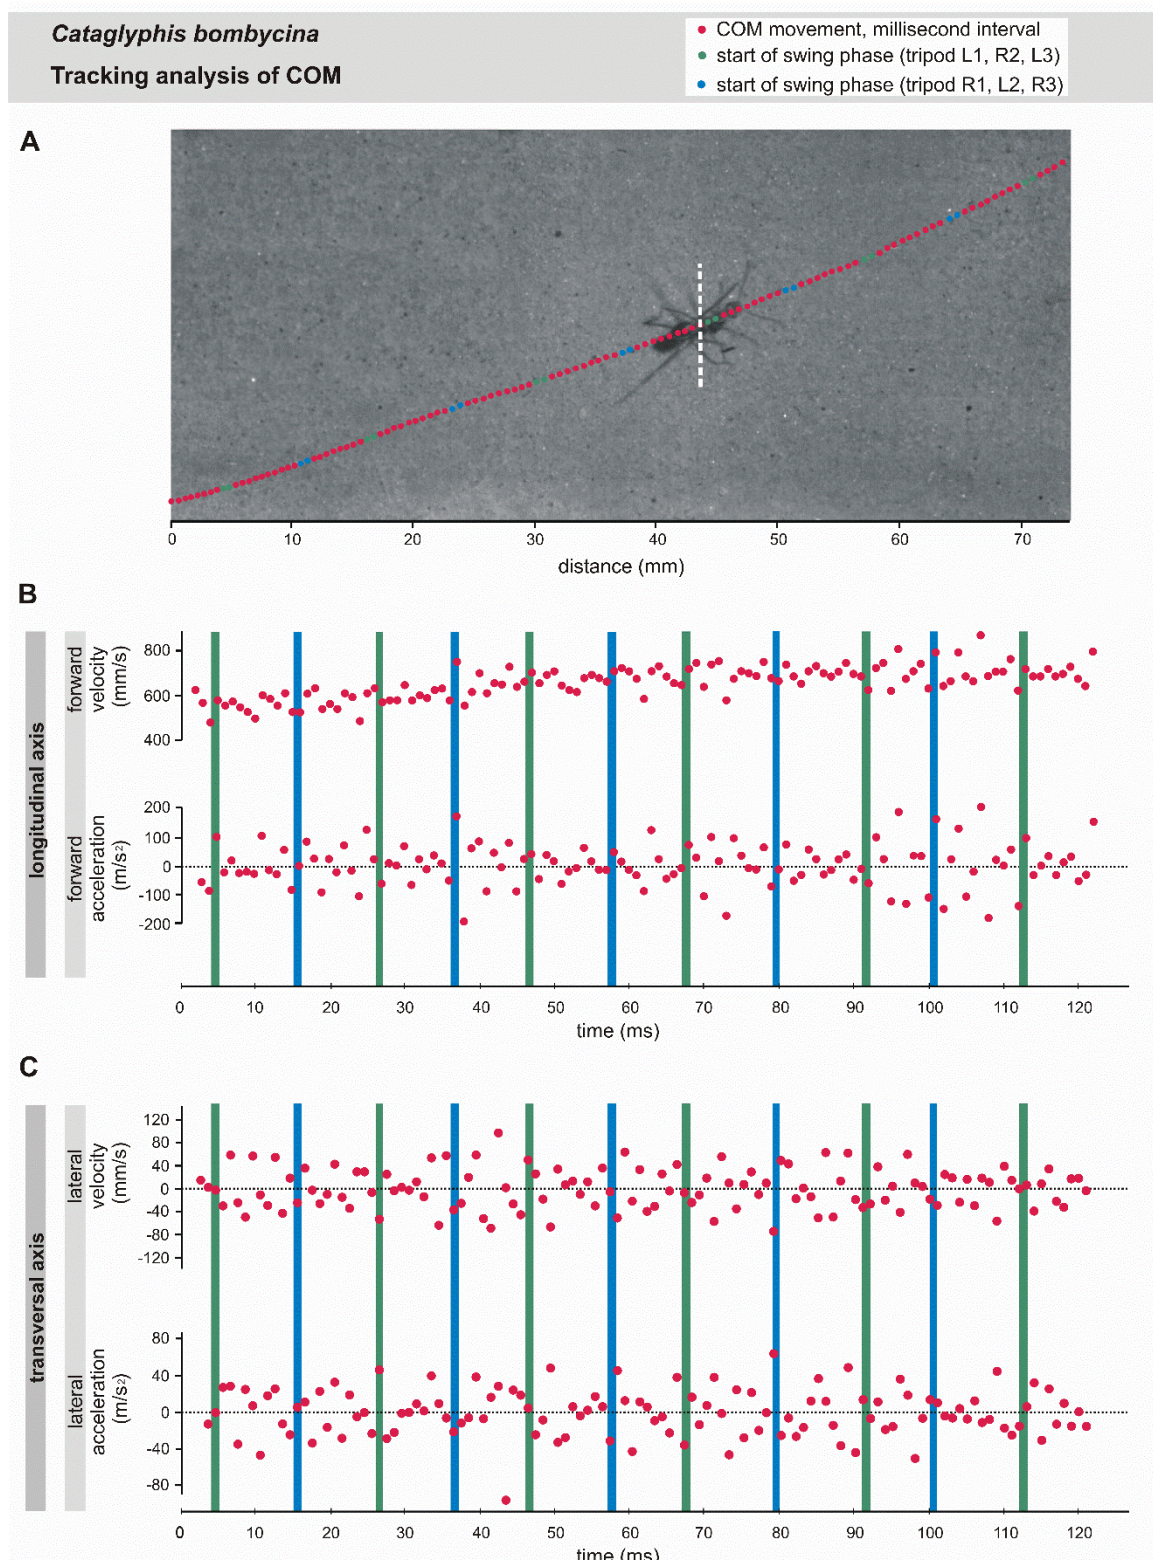 Cataglyphis bombycina
Tracking analysis of COM
COM movement, millisecond interval
start of swing phase (tripod L1, R2, L3)
start of swing phase (tripod R1, L2, R3)
A
0 10 20 30 40 50 60 70
distance (mm)
B
longitudinal axis
forward
velocity
(mm/s)
800
600
400
forward
acceleration
(m/s2)
200
100
0
-100
-200
0 10 20 30 40 50 60 70 80 90 100 110 120
time (ms)
C
transversal axis
lateral
velocity
(mm/s)
120
80
40
0
-40
-80
-120
lateral
acceleration
(m/s2)
80
40
0
-40
-80
0 10 20 30 40 50 60 70 80 90 100 110 120
time (ms)